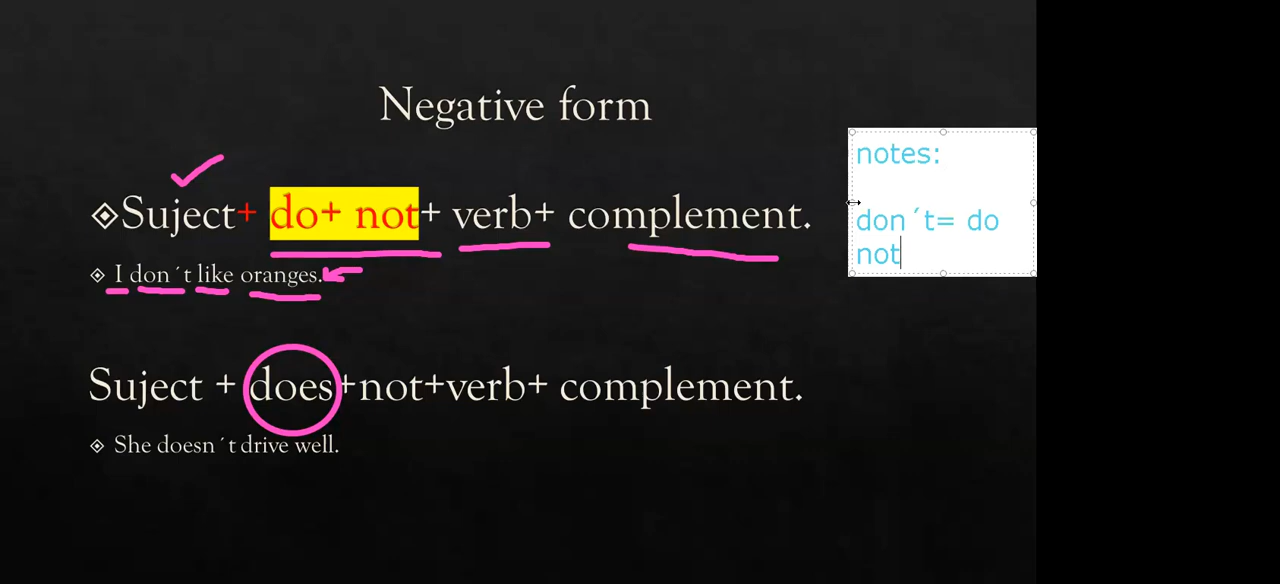 Negative form
Suject+ do+ not+ verb+ complement.
I don´t like oranges.
Suject + does+not+verb+ complement.
She doesn´t drive well.
notes:
don´t= do
not